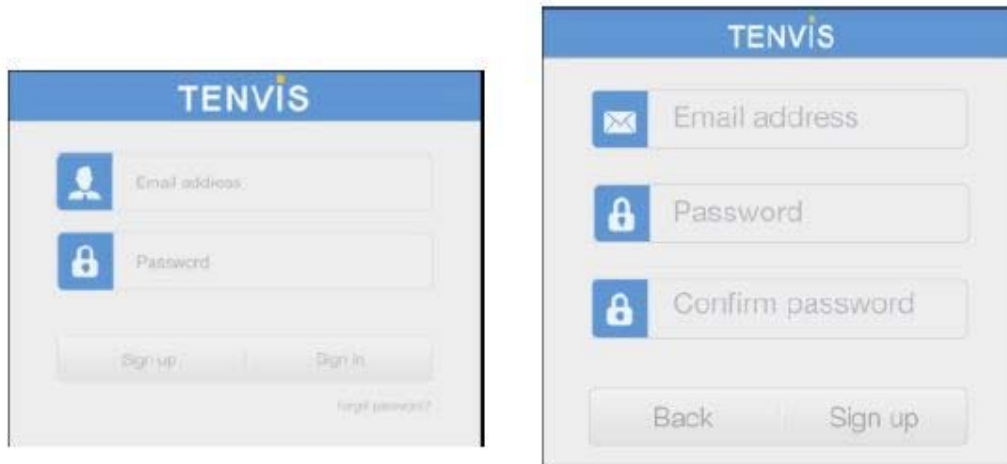 TENVIS
Email address
Password
Sign up Sign in
forgot password?
TENVIS
Email address
Password
Confirm password
Back Sign up